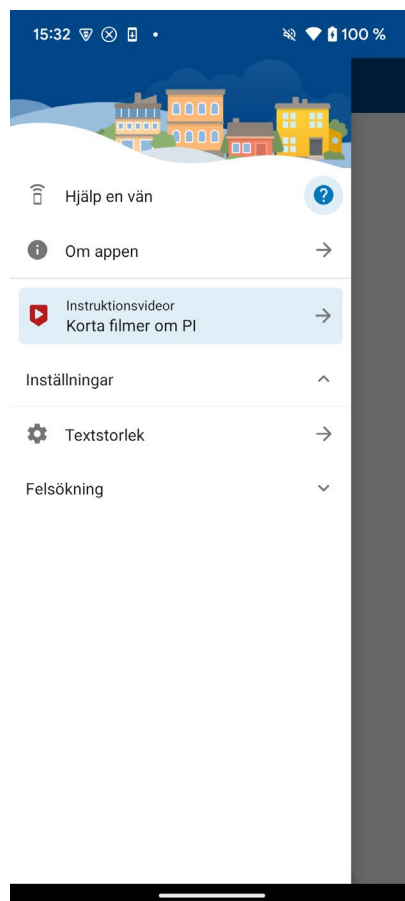 15:32
100 %
Hjälp en vän
Om appen
Instruktionsvideor
Korta filmer om PI
Inställningar
Textstorlek
Felsökning